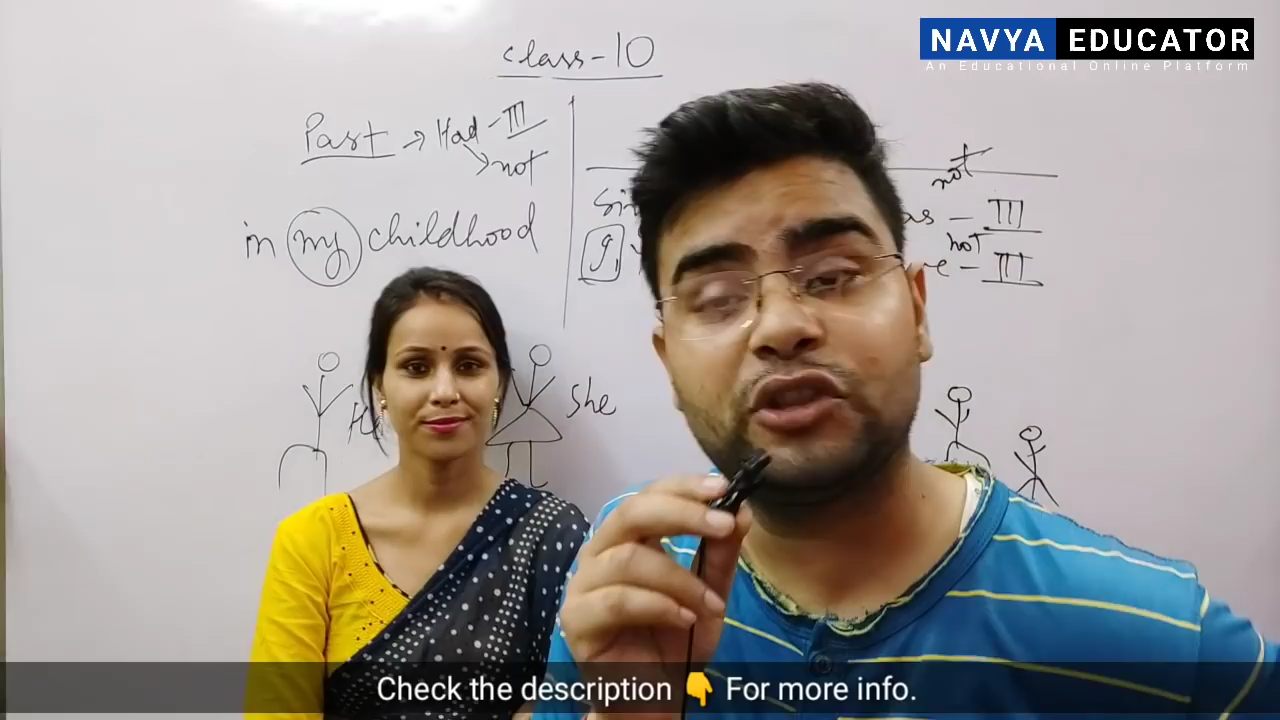 NAVYA EDUCATOR
An Educational Online Platform
Class-10
Past → Had - III
not
in my childhood
not
- III
not
- III
She
Check the description 👇 For more info.